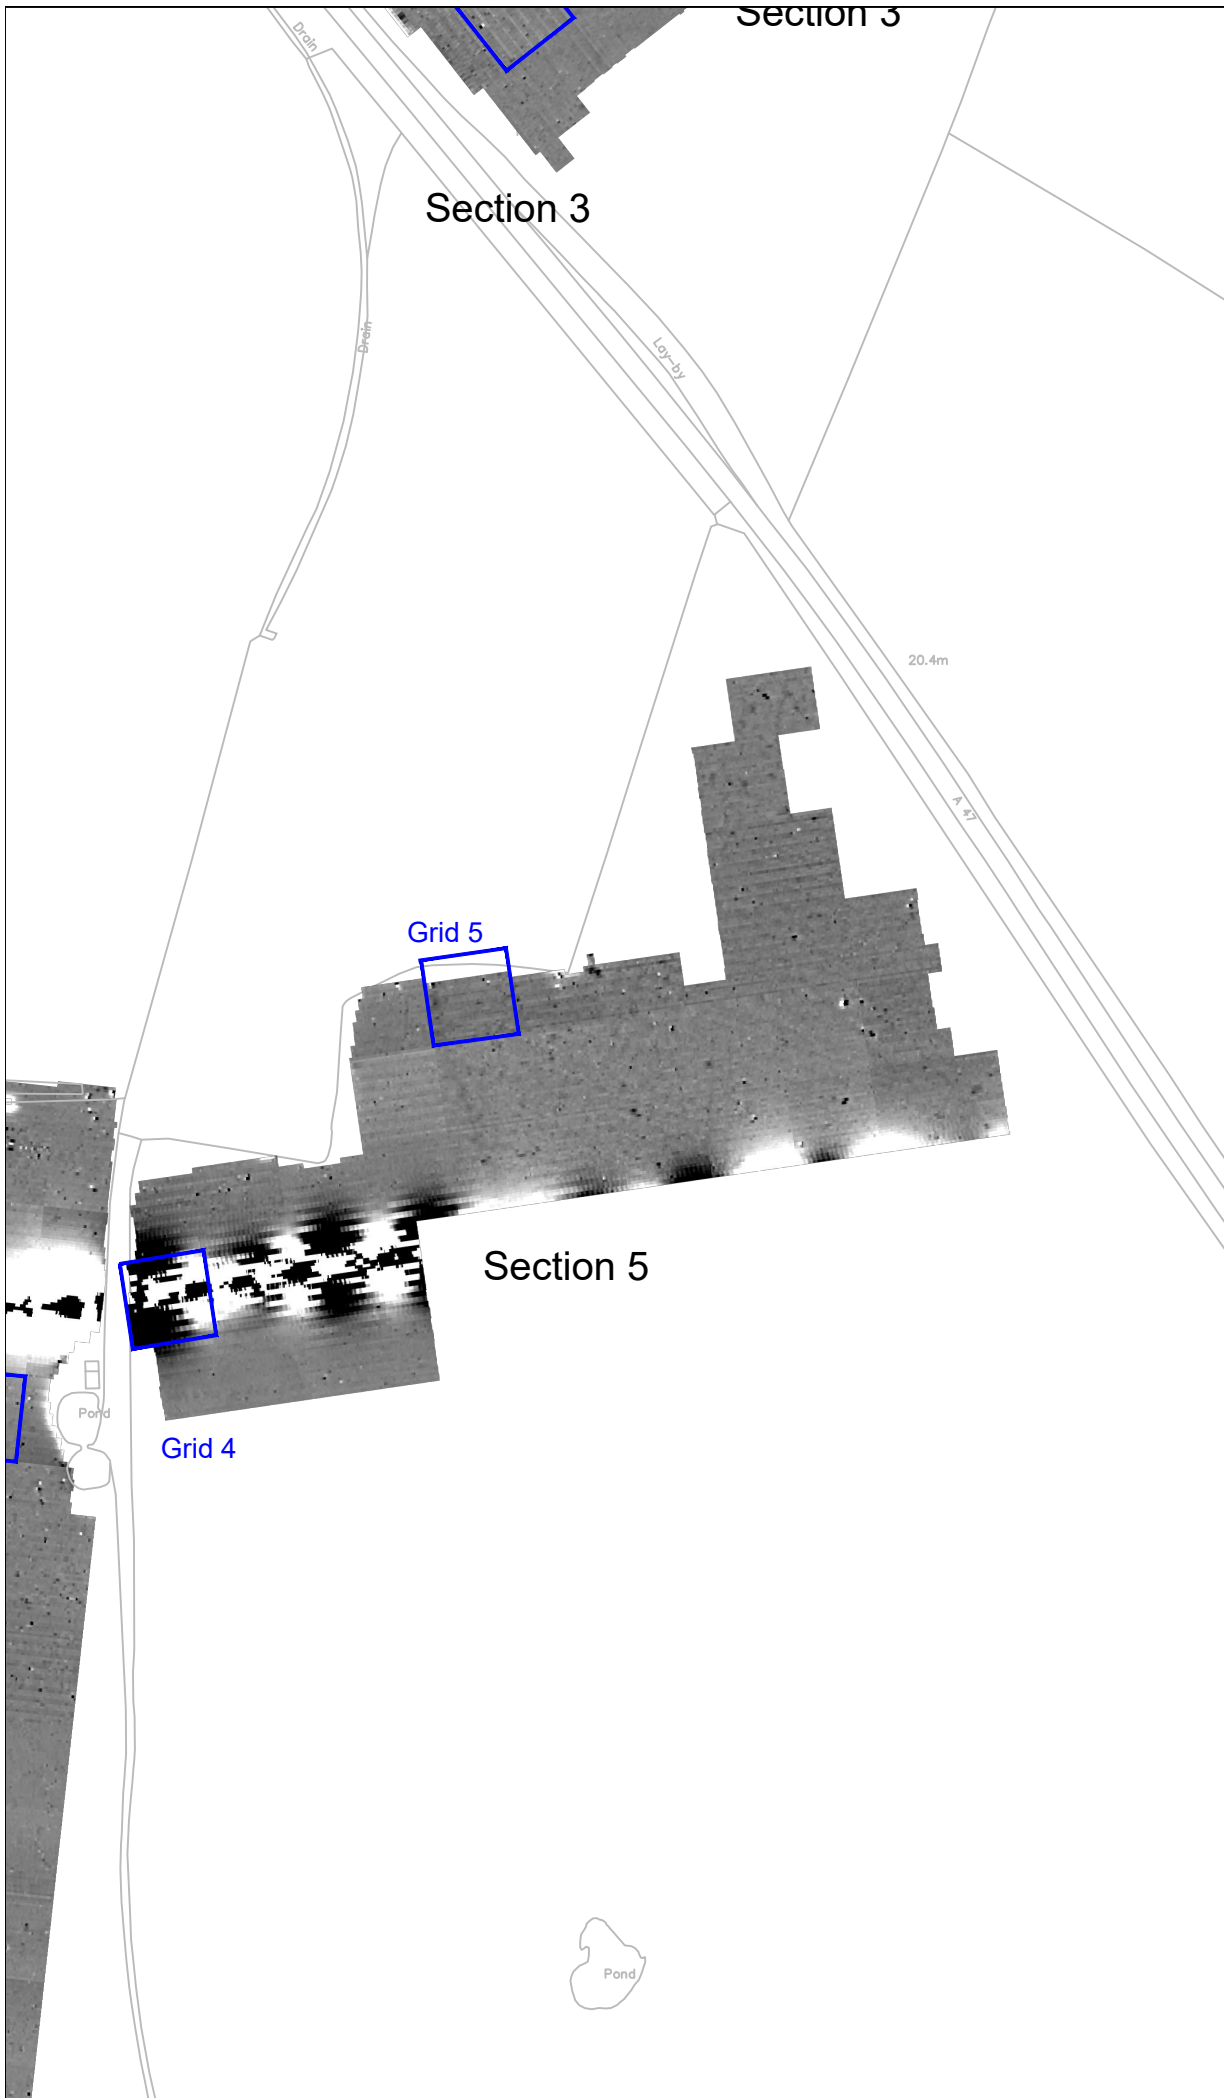 Section 3
Drain
Section 3
Drain
Lay-by
20.4m
A 47
Grid 5
Section 5
Pond
Grid 4
Pond